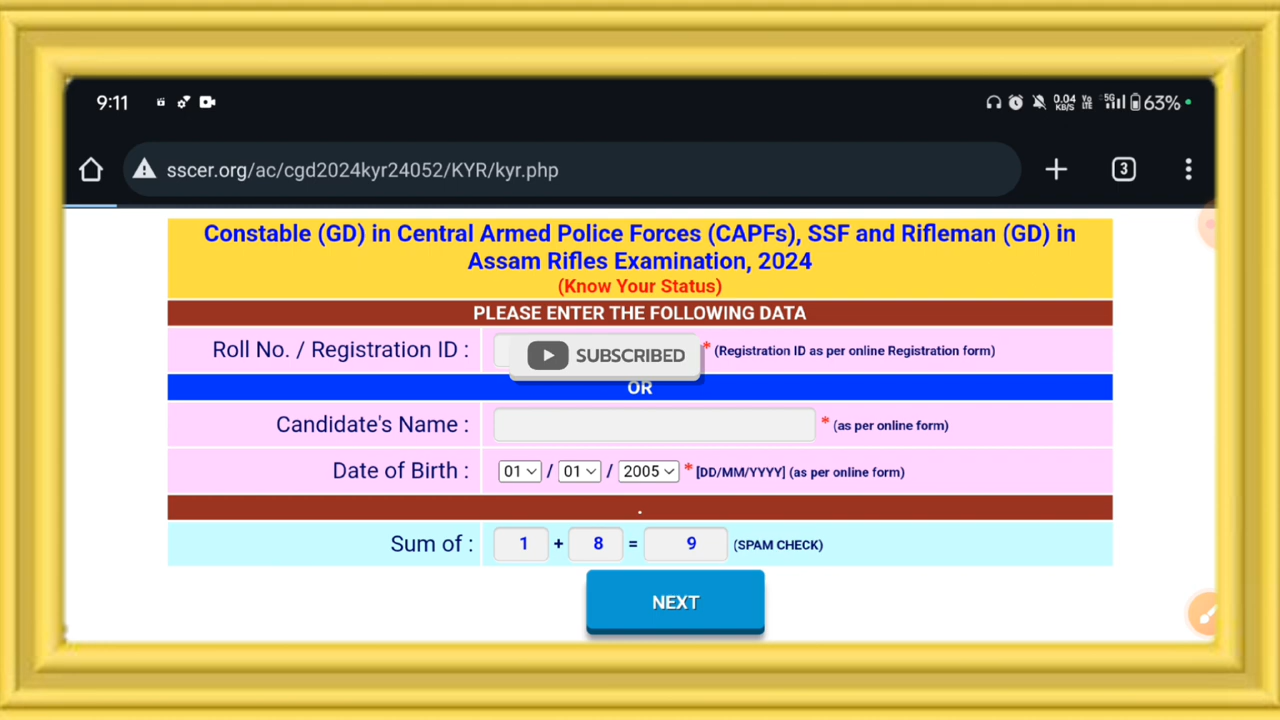 9:11 0.04 KB/S Vo LTE 5G 63%
sscer.org/ac/cgd2024kyr24052/KYR/kyr.php 3
Constable (GD) in Central Armed Police Forces (CAPFs), SSF and Rifleman (GD) in
Assam Rifles Examination, 2024
(Know Your Status)
PLEASE ENTER THE FOLLOWING DATA
Roll No. / Registration ID : SUBSCRIBED * (Registration ID as per online Registration form)
OR
Candidate's Name : * (as per online form)
Date of Birth : 01 / 01 / 2005 * [DD/MM/YYYY] (as per online form)
.
Sum of : 1 + 8 = 9 (SPAM CHECK)
NEXT